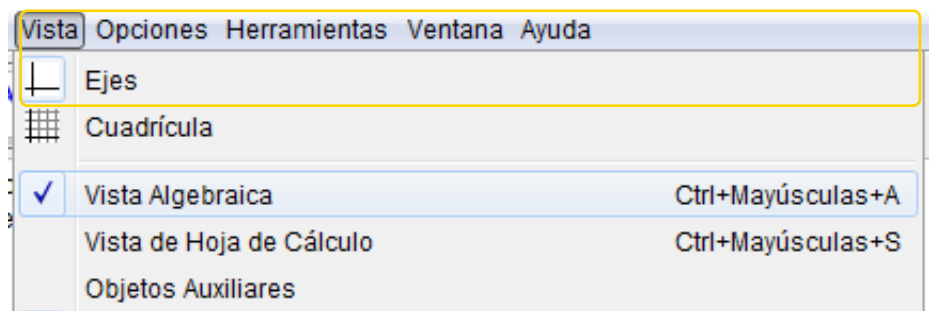 Vista Opciones Herramientas Ventana Ayuda
Ejes
Cuadrícula
Vista Algebraica Ctrl+Mayúsculas+A
Vista de Hoja de Cálculo Ctrl+Mayúsculas+S
Objetos Auxiliares